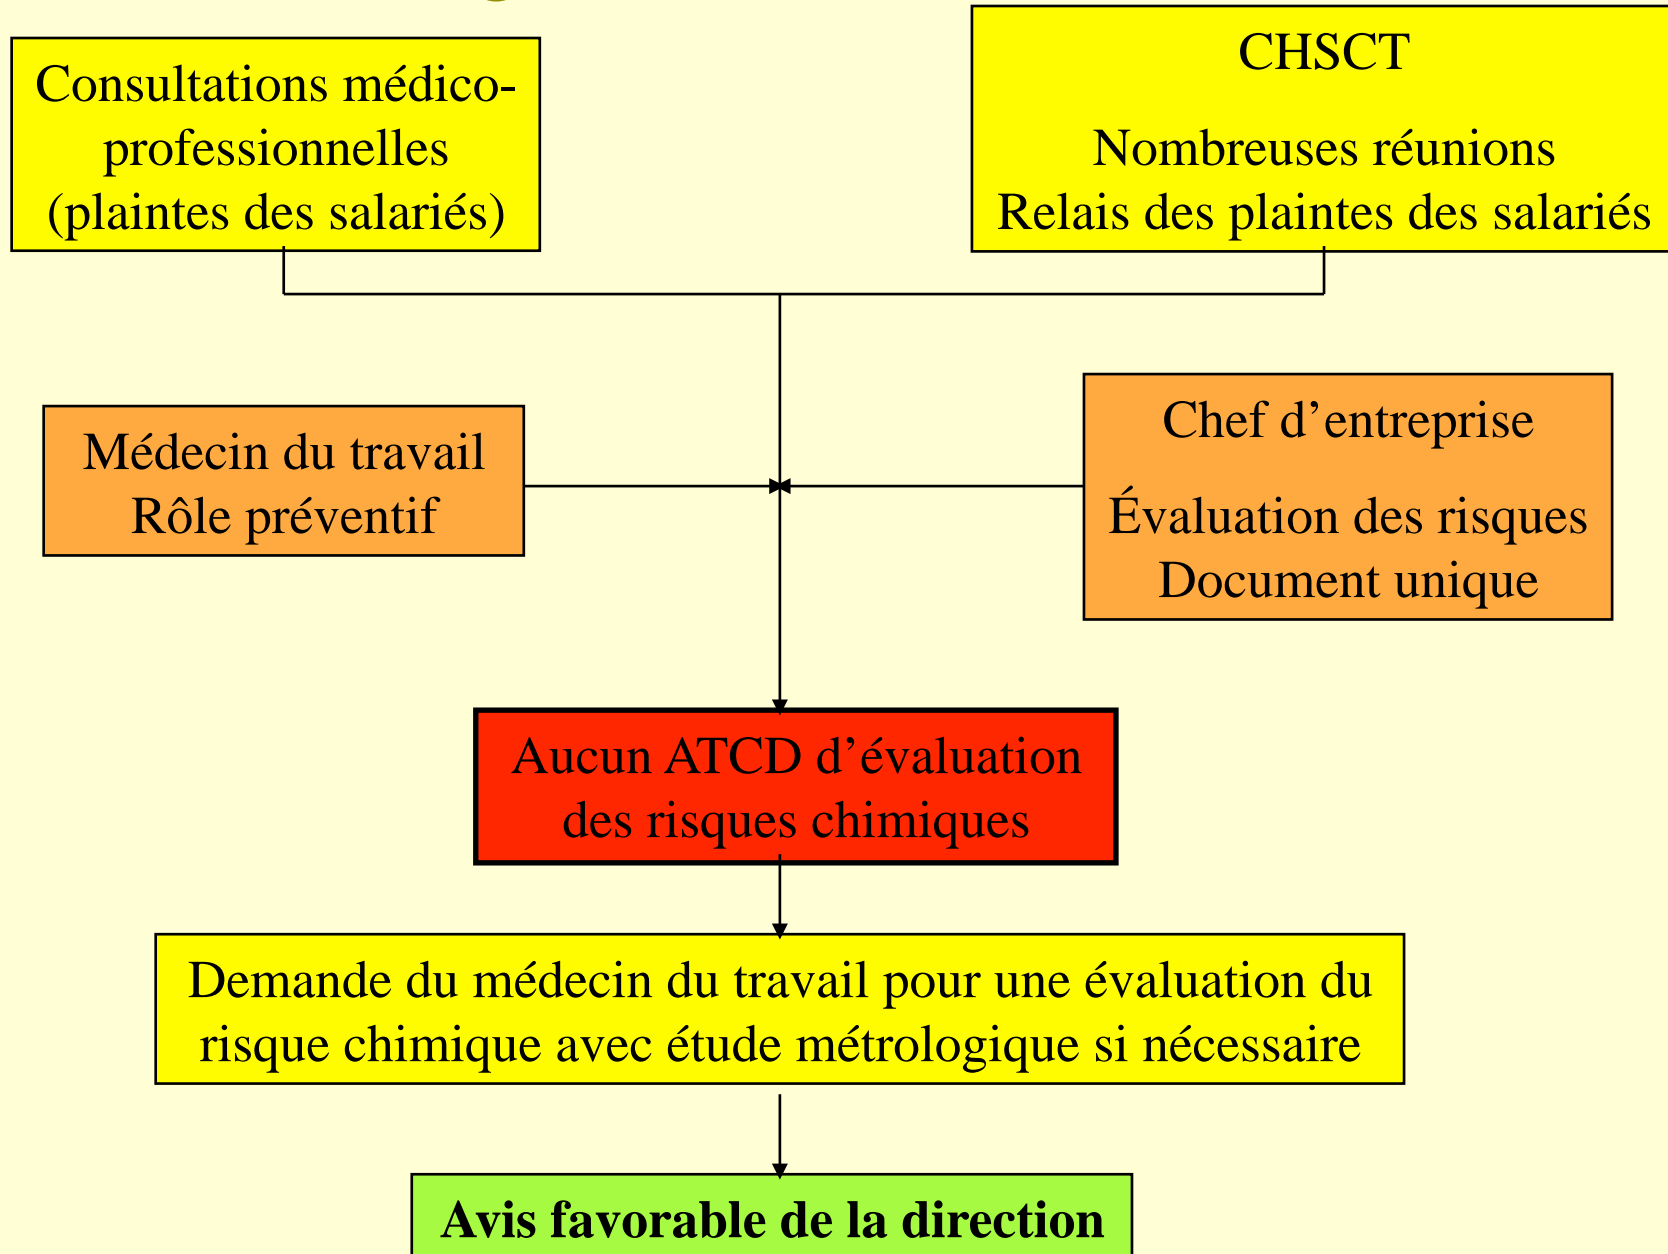 Consultations médico-
professionnelles
(plaintes des salariés)
CHSCT
Nombreuses réunions
Relais des plaintes des salariés
Médecin du travail
Rôle préventif
Chef d’entreprise
Évaluation des risques
Document unique
Aucun ATCD d’évaluation
des risques chimiques
Demande du médecin du travail pour une évaluation du
risque chimique avec étude métrologique si nécessaire
Avis favorable de la direction